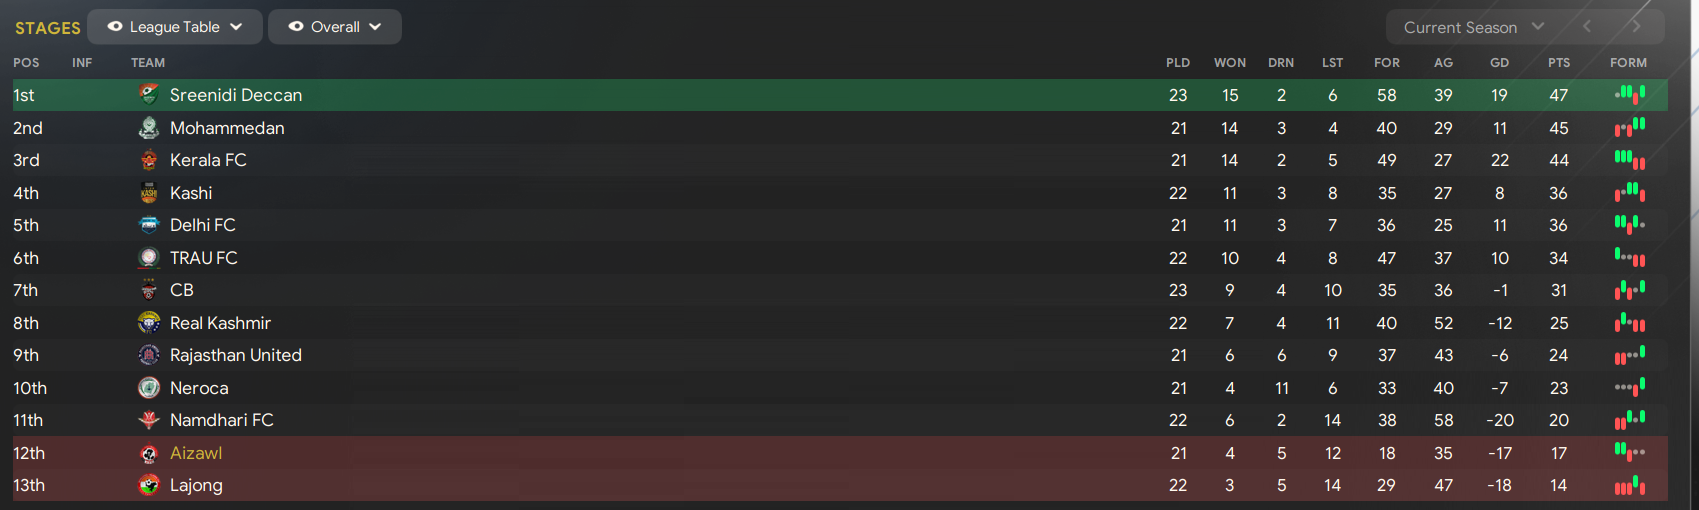 STAGES League Table Overall Current Season
POS INF TEAM PLD WON DRN LST FOR AG GD PTS FORM
1st Sreenidi Deccan 23 15 2 6 58 39 19 47
2nd Mohammedan 21 14 3 4 40 29 11 45
3rd Kerala FC 21 14 2 5 49 27 22 44
4th Kashi 22 11 3 8 35 27 8 36
5th Delhi FC 21 11 3 7 36 25 11 36
6th TRAU FC 22 10 4 8 47 37 10 34
7th CB 23 9 4 10 35 36 -1 31
8th Real Kashmir 22 7 4 11 40 52 -12 25
9th Rajasthan United 21 6 6 9 37 43 -6 24
10th Neroca 21 4 11 6 33 40 -7 23
11th Namdhari FC 22 6 2 14 38 58 -20 20
12th Aizawl 21 4 5 12 18 35 -17 17
13th Lajong 22 3 5 14 29 47 -18 14